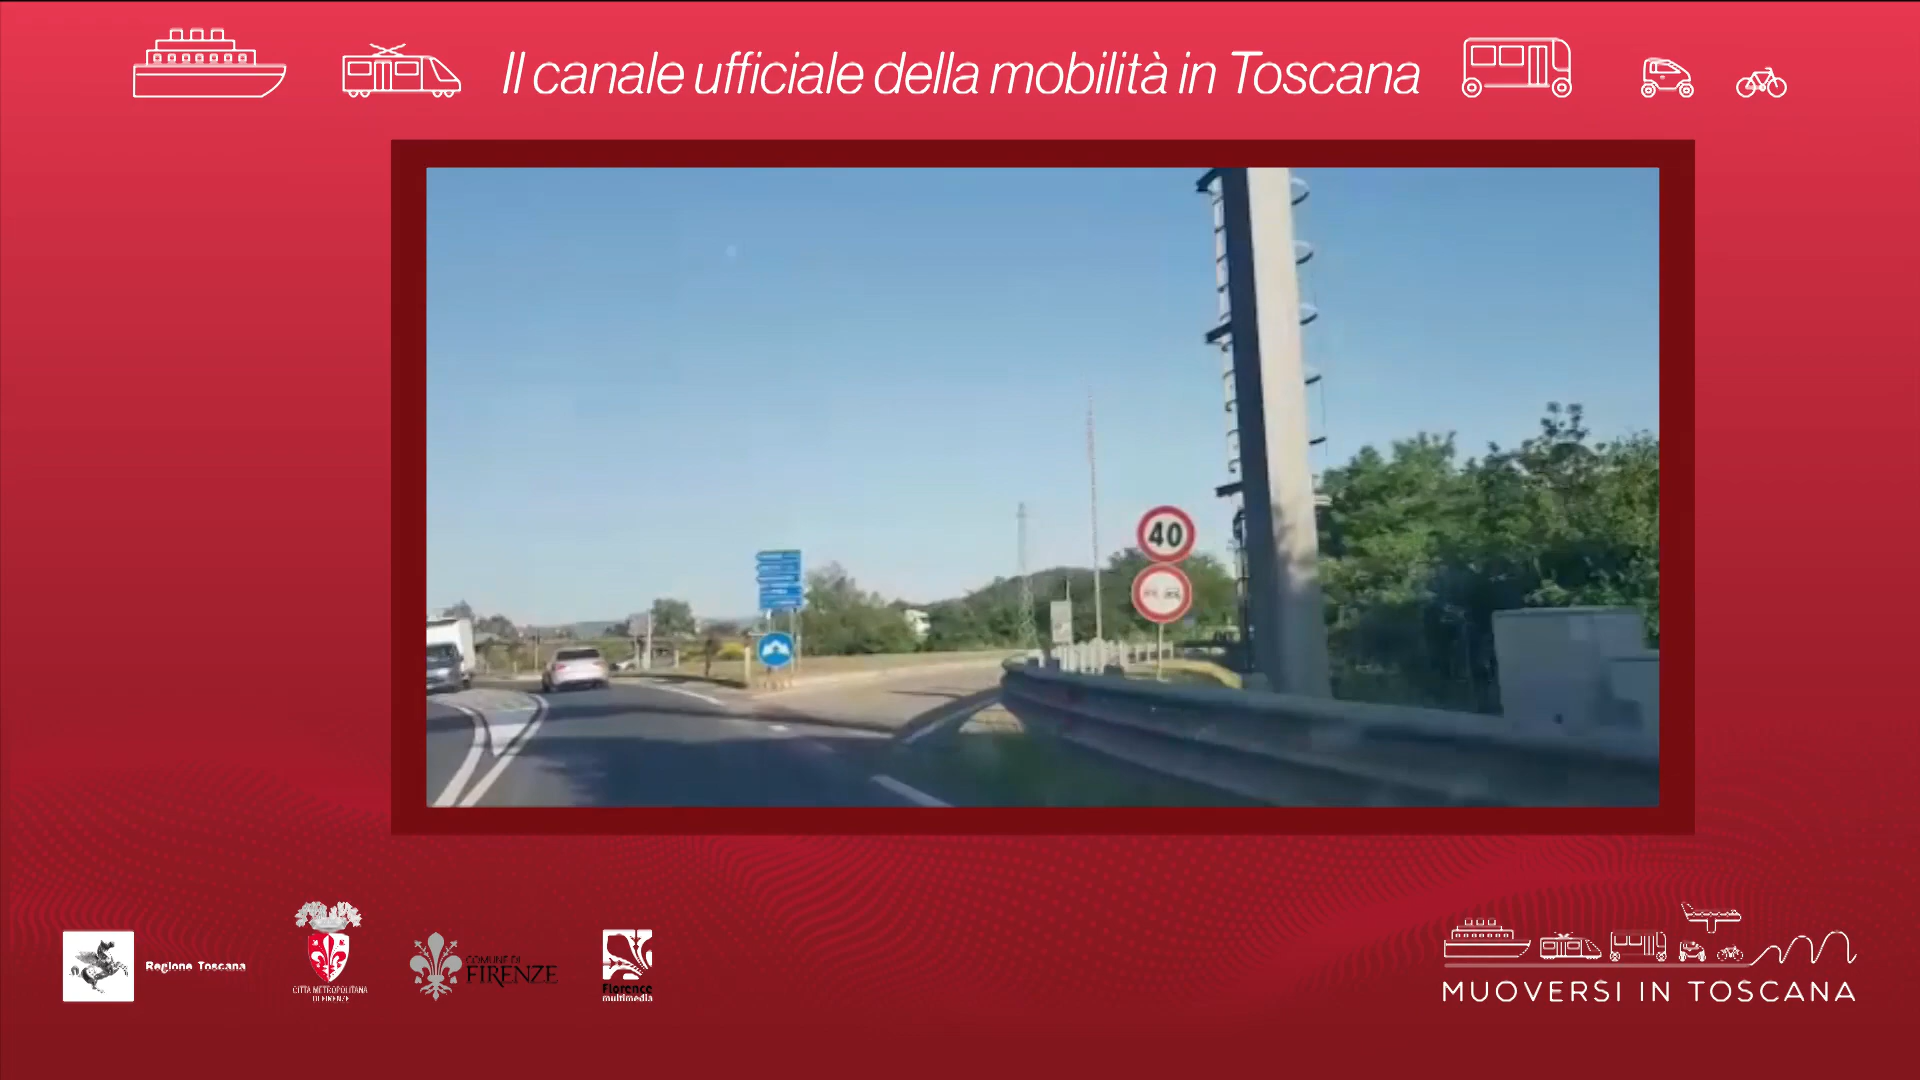 Il canale ufficiale della mobilità in Toscana
40
Regione Toscana
CITTÀ METROPOLITANA
DI FIRENZE
COMUNE DI
FIRENZE
Florence
multimedia
MUOVERSI IN TOSCANA